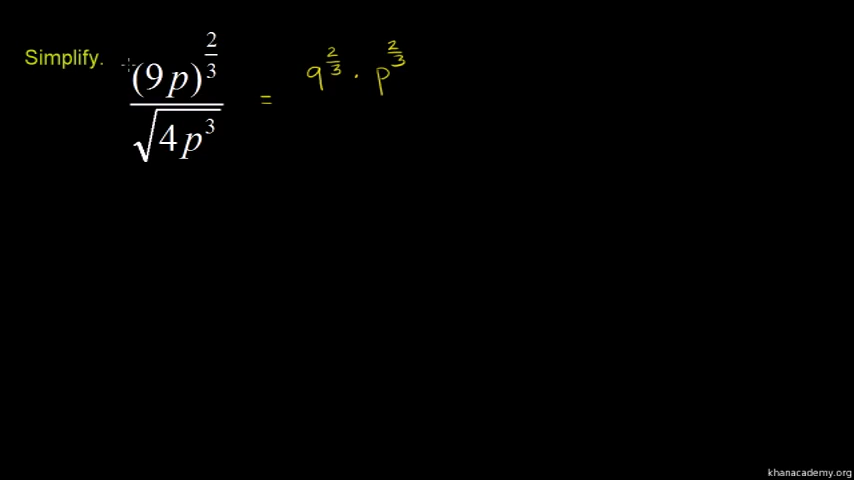 Simplify.
(9p)^{2/3} / √(4p^3) = 9^{2/3} · p^{2/3}
khanacademy.org